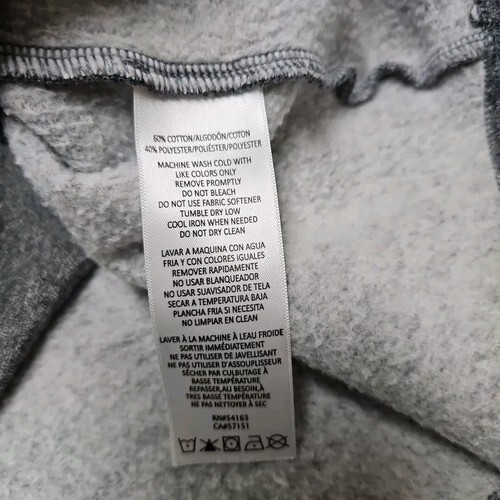 60% COTTON/ALGODÓN/COTON
40% POLYESTER/POLIÉSTER/POLYESTER
MACHINE WASH COLD WITH
LIKE COLORS ONLY
REMOVE PROMPTLY
DO NOT BLEACH
DO NOT USE FABRIC SOFTENER
TUMBLE DRY LOW
COOL IRON WHEN NEEDED
DO NOT DRY CLEAN
LAVAR A MAQUINA CON AGUA
FRIA Y CON COLORES IGUALES
REMOVER RAPIDAMENTE
NO USAR BLANQUEADOR
NO USAR SUAVISADOR DE TELA
SECAR A TEMPERATURA BAJA
PLANCHA FRIA SI NECESITA
NO LIMPIAR EN CLEAN
LAVER À LA MACHINE À LEAU FROIDE
SORTIR IMMÉDIATEMENT
NE PAS UTILISER DE JAVELLISANT
NE PAS UTILISER D'ASSOUPLISSEUR
SÉCHER PAR CULBUTAGE À
BASSE TEMPÉRATURE
REPASSER,AU BESOIN,À
TRES BASSE TEMPÉRATURE
NE PAS NETTOYER À SEC
RN#54163
CA#57151